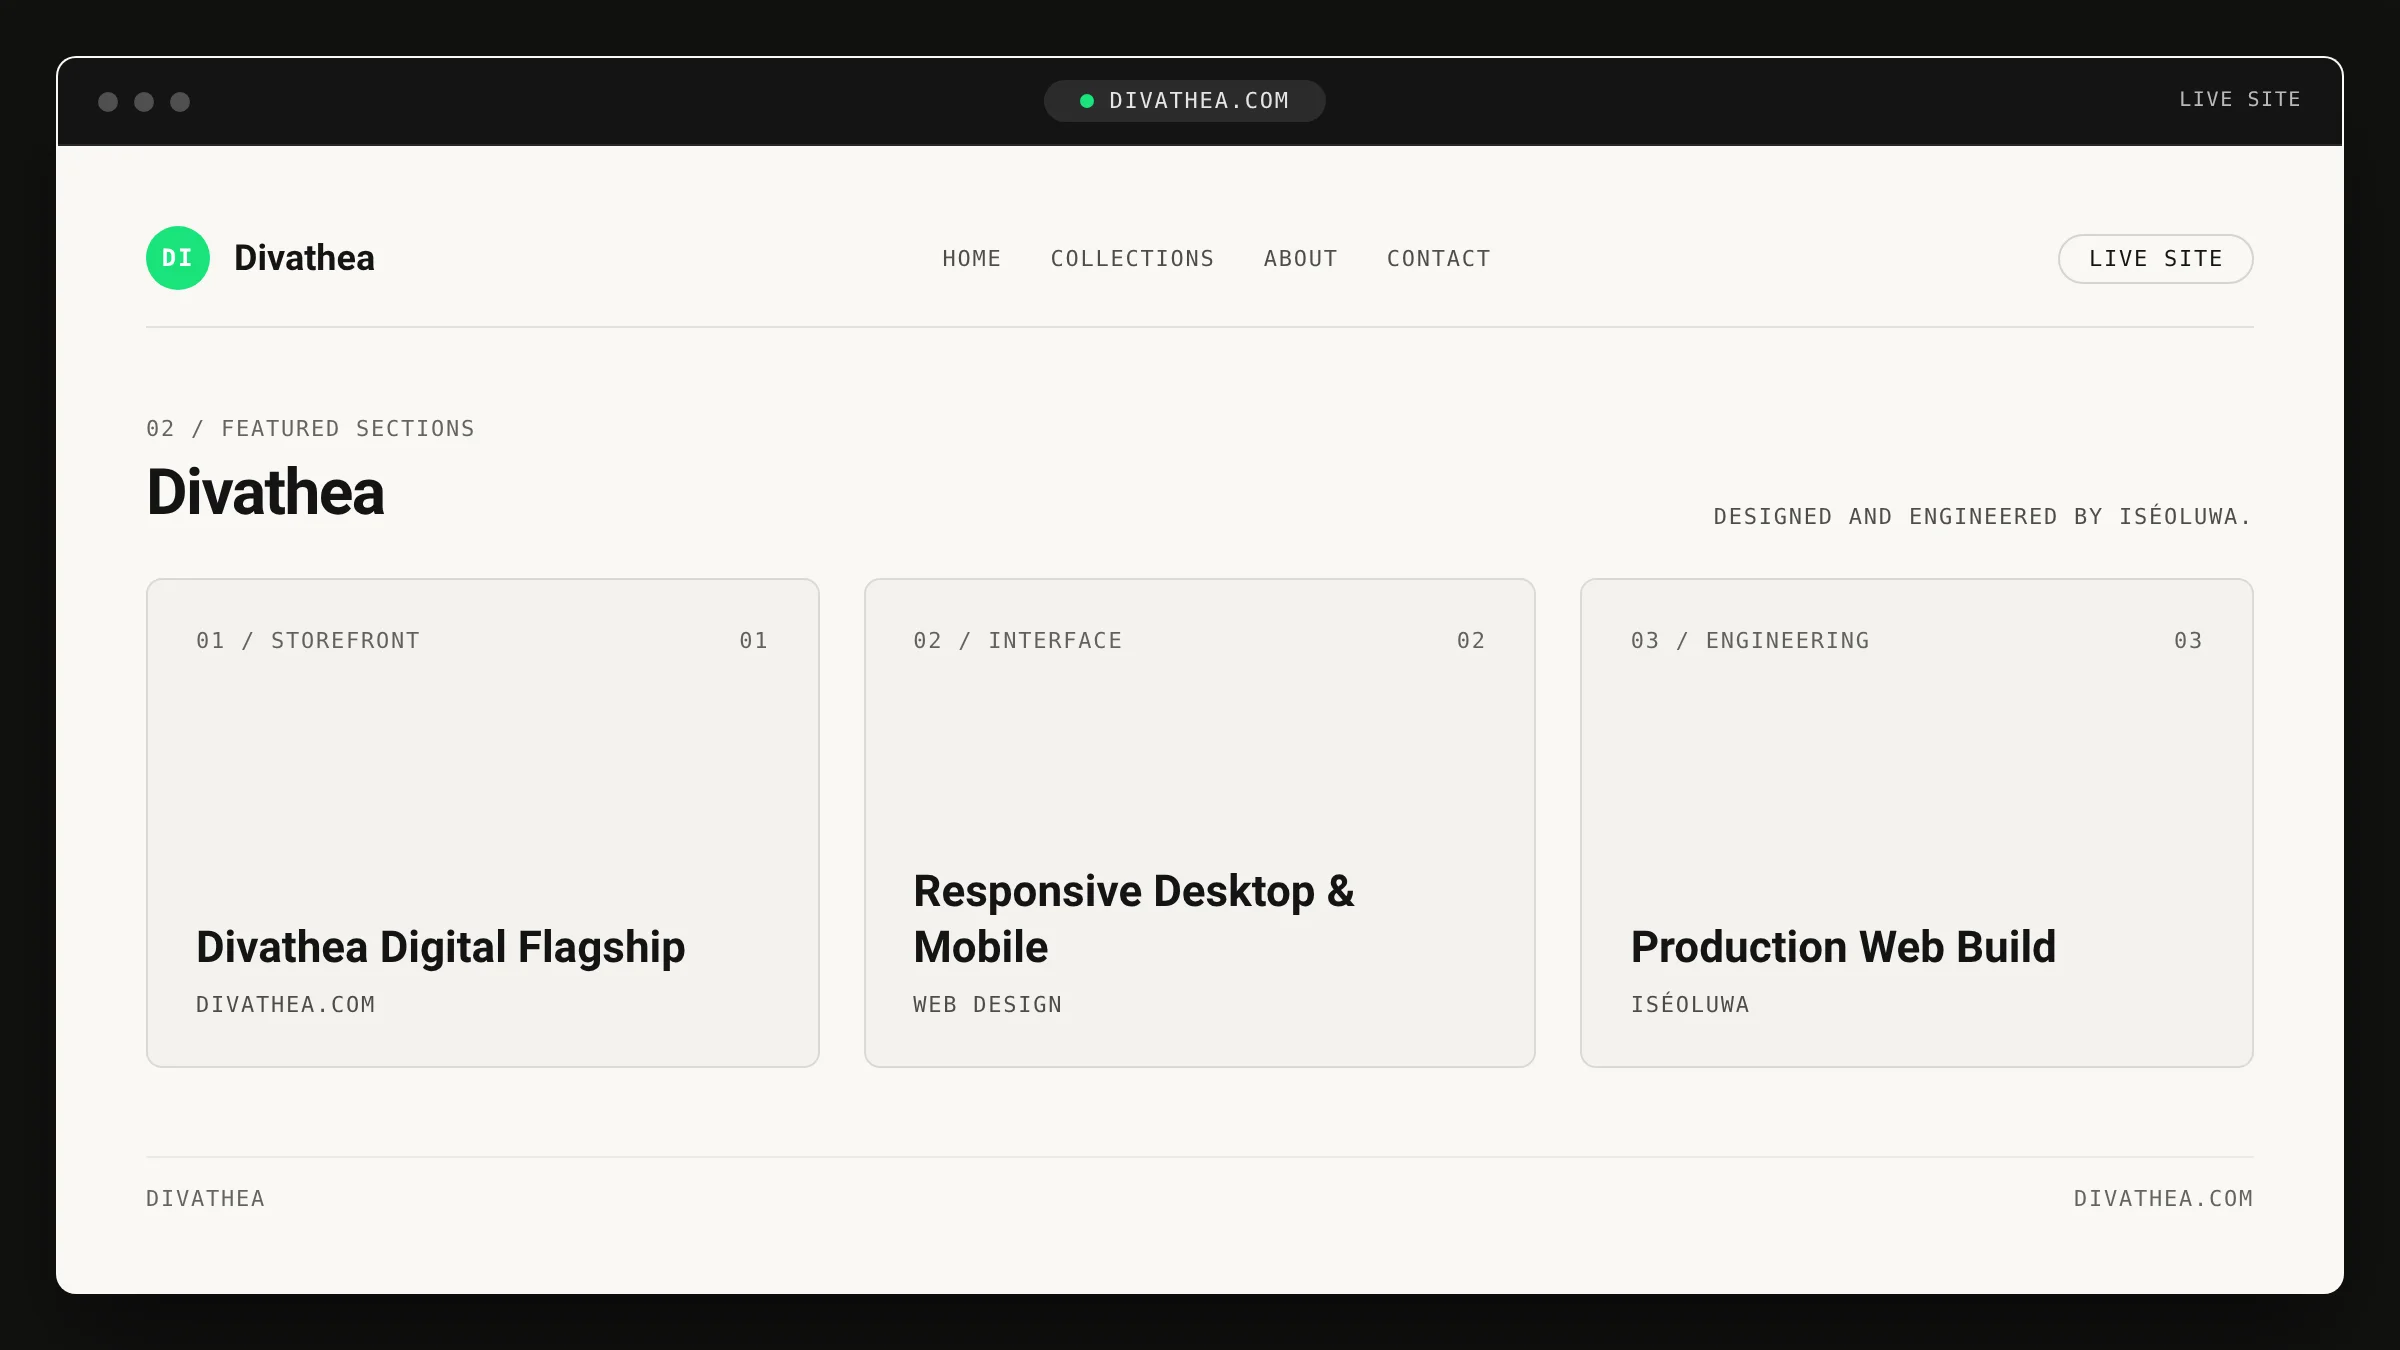 DIVATHEA.COM
LIVE SITE
DI
Divathea
HOME
COLLECTIONS
ABOUT
CONTACT
LIVE SITE
02 / FEATURED SECTIONS
Divathea
DESIGNED AND ENGINEERED BY ISÉOLUWA.
01 / STOREFRONT
01
Divathea Digital Flagship
DIVATHEA.COM
02 / INTERFACE
02
Responsive Desktop &
Mobile
WEB DESIGN
03 / ENGINEERING
03
Production Web Build
ISÉOLUWA
DIVATHEA
DIVATHEA.COM